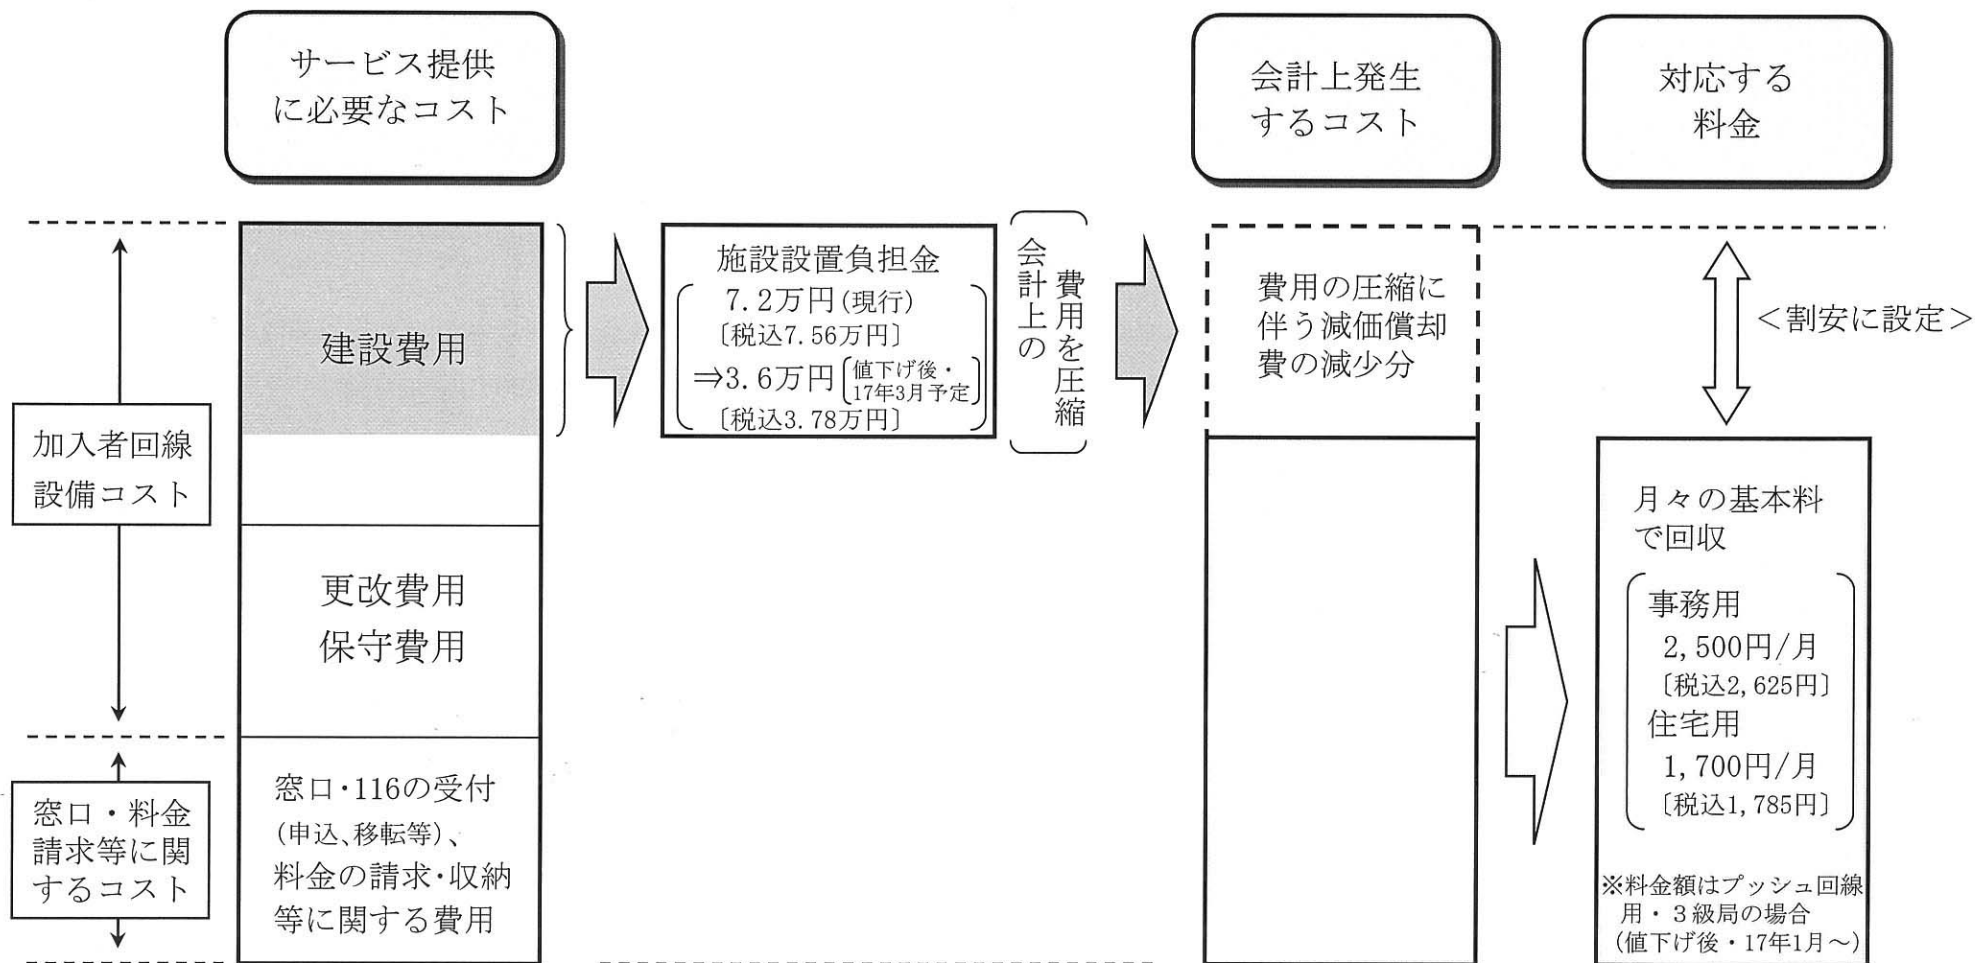 サービス提供
に必要なコスト
会計上発生
するコスト
対応する
料金
加入者回線
設備コスト
窓口・料金
請求等に関
するコスト
建設費用
更改費用
保守費用
窓口・116の受付
(申込、移転等)、
料金の請求・収納
等に関する費用
施設設置負担金
7.2万円(現行)
〔税込7.56万円〕
⇒3.6万円〔値下げ後・
17年3月予定〕
〔税込3.78万円〕
会計上の
費用を圧縮
費用の圧縮に
伴う減価償却
費の減少分
<割安に設定>
月々の基本料
で回収
事務用
2,500円/月
〔税込2,625円〕
住宅用
1,700円/月
〔税込1,785円〕
※料金額はプッシュ回線
用・3級局の場合
(値下げ後・17年1月~)